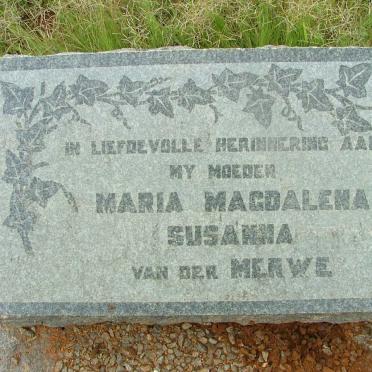 IN LIEFDEVOLLE HERINNERING AAN
MY MOEDER
MARIA MAGDALENA
SUSANNA
VAN DER MERWE